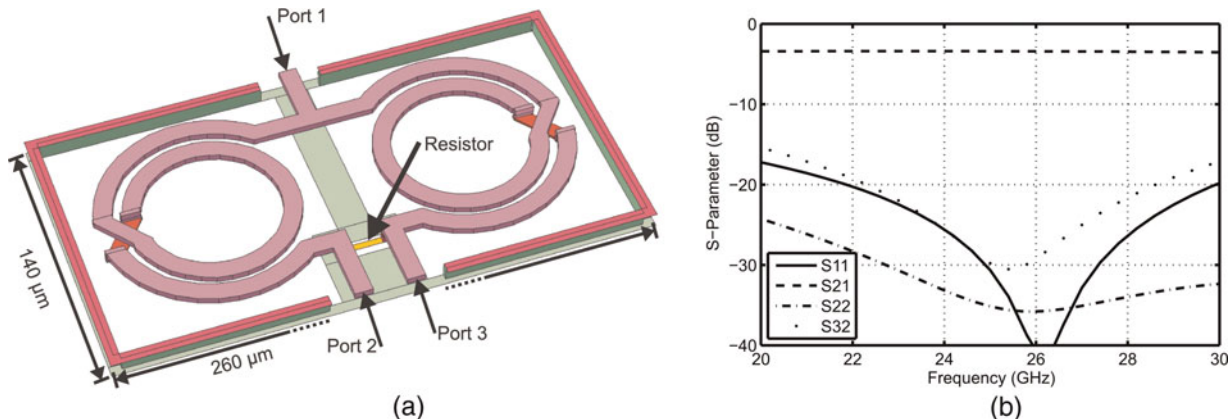 Port 1
Resistor
140 μm
260 μm
Port 2
Port 3
(a)
0
−10
−20
−30
−40
S−Parameter (dB)
S11
S21
S22
S32
20
22
24
26
28
30
Frequency (GHz)
(b)